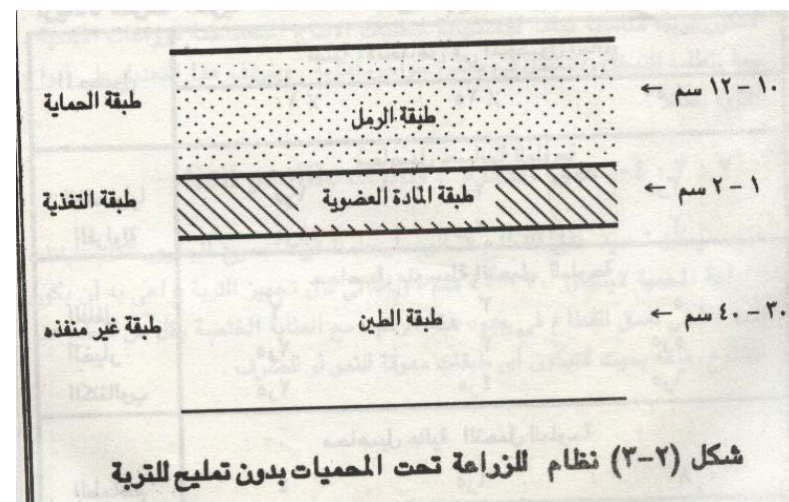 ١٠ - ١٢ سم ← طبقة الرمل طبقة الحماية
١ - ٢ سم ← طبقة المادة العضوية طبقة التغذية
٣٠ - ٤٠ سم ← طبقة الطين طبقة غير منفذه
شكل (٢-٣) نظام للزراعة تحت المحميات بدون تمليح للتربة